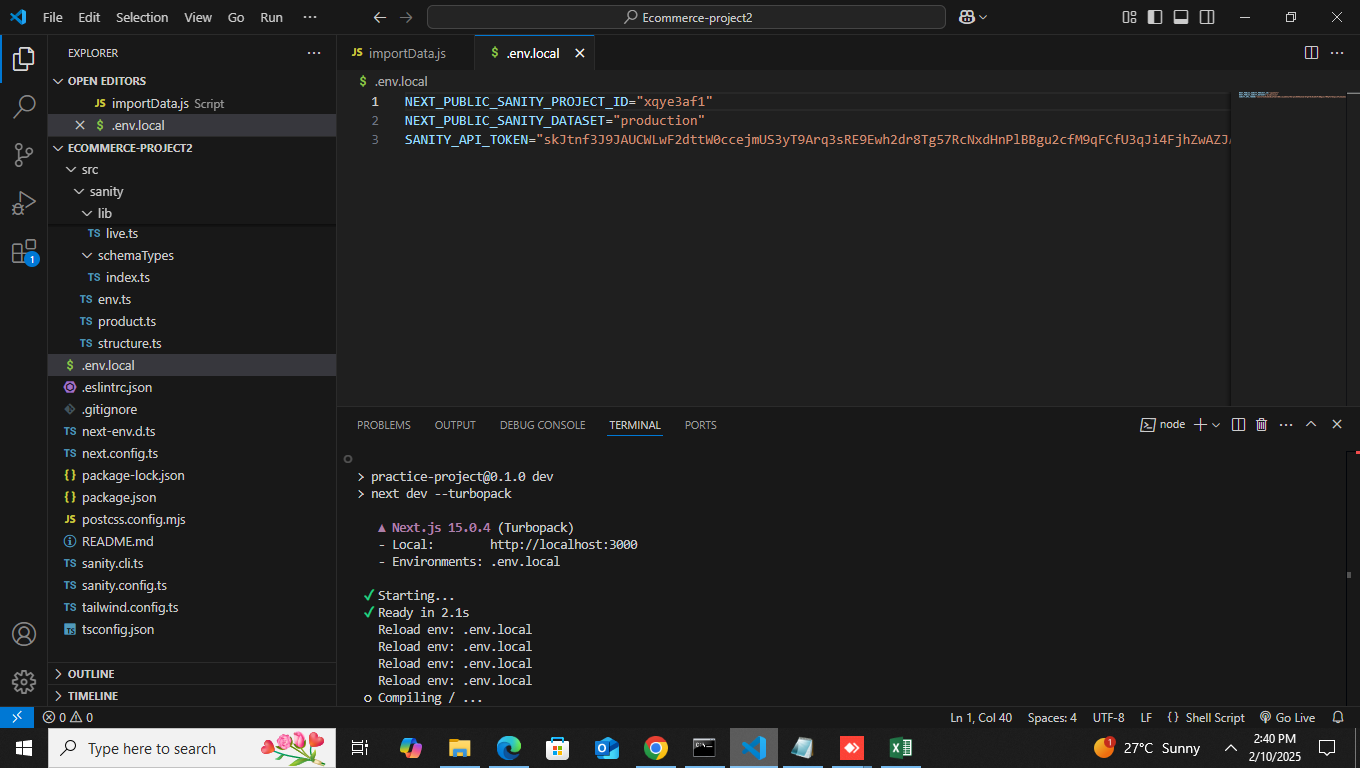 File Edit Selection View Go Run ...
Ecommerce-project2
EXPLORER
OPEN EDITORS
JS importData.js Script
$ .env.local
ECOMMERCE-PROJECT2
src
sanity
lib
TS live.ts
schemaTypes
TS index.ts
TS env.ts
TS product.ts
TS structure.ts
$ .env.local
.eslintrc.json
.gitignore
TS next-env.d.ts
TS next.config.ts
{} package-lock.json
{} package.json
JS postcss.config.mjs
README.md
TS sanity.cli.ts
TS sanity.config.ts
TS tailwind.config.ts
TS tsconfig.json
OUTLINE
TIMELINE
JS importData.js
$ .env.local
$ .env.local
1 NEXT_PUBLIC_SANITY_PROJECT_ID="xqye3af1"
2 NEXT_PUBLIC_SANITY_DATASET="production"
3 SANITY_API_TOKEN="skJtnf3J9JAUCWLwF2dttW0ccejmUS3yT9Arq3sRE9Ewh2dr8Tg57RcNxdHnPlBBgu2cfM9qFCfU3qJi4FjhZwAZJ
PROBLEMS OUTPUT DEBUG CONSOLE TERMINAL PORTS
node
> practice-project@0.1.0 dev
> next dev --turbopack
▲ Next.js 15.0.4 (Turbopack)
- Local: http://localhost:3000
- Environments: .env.local
✓ Starting...
✓ Ready in 2.1s
Reload env: .env.local
Reload env: .env.local
Reload env: .env.local
Reload env: .env.local
○ Compiling / ...
0 0
Ln 1, Col 40 Spaces: 4 UTF-8 LF {} Shell Script Go Live
Type here to search
1
27°C Sunny
2:40 PM
2/10/2025